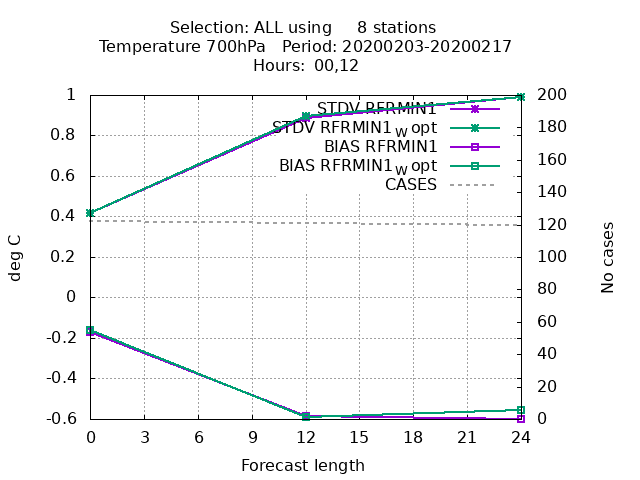 Selection: ALL using     8 stations
Temperature 700hPa   Period: 20200203-20200217
Hours:  00,12
1
0.8
0.6
0.4
0.2
0
-0.2
-0.4
-0.6
deg C
STDV RFRMIN1
STDV RFRMIN1_W opt
BIAS RFRMIN1
BIAS RFRMIN1_W opt
CASES
200
180
160
140
120
100
80
60
40
20
0
No cases
0 3 6 9 12 15 18 21 24
Forecast length